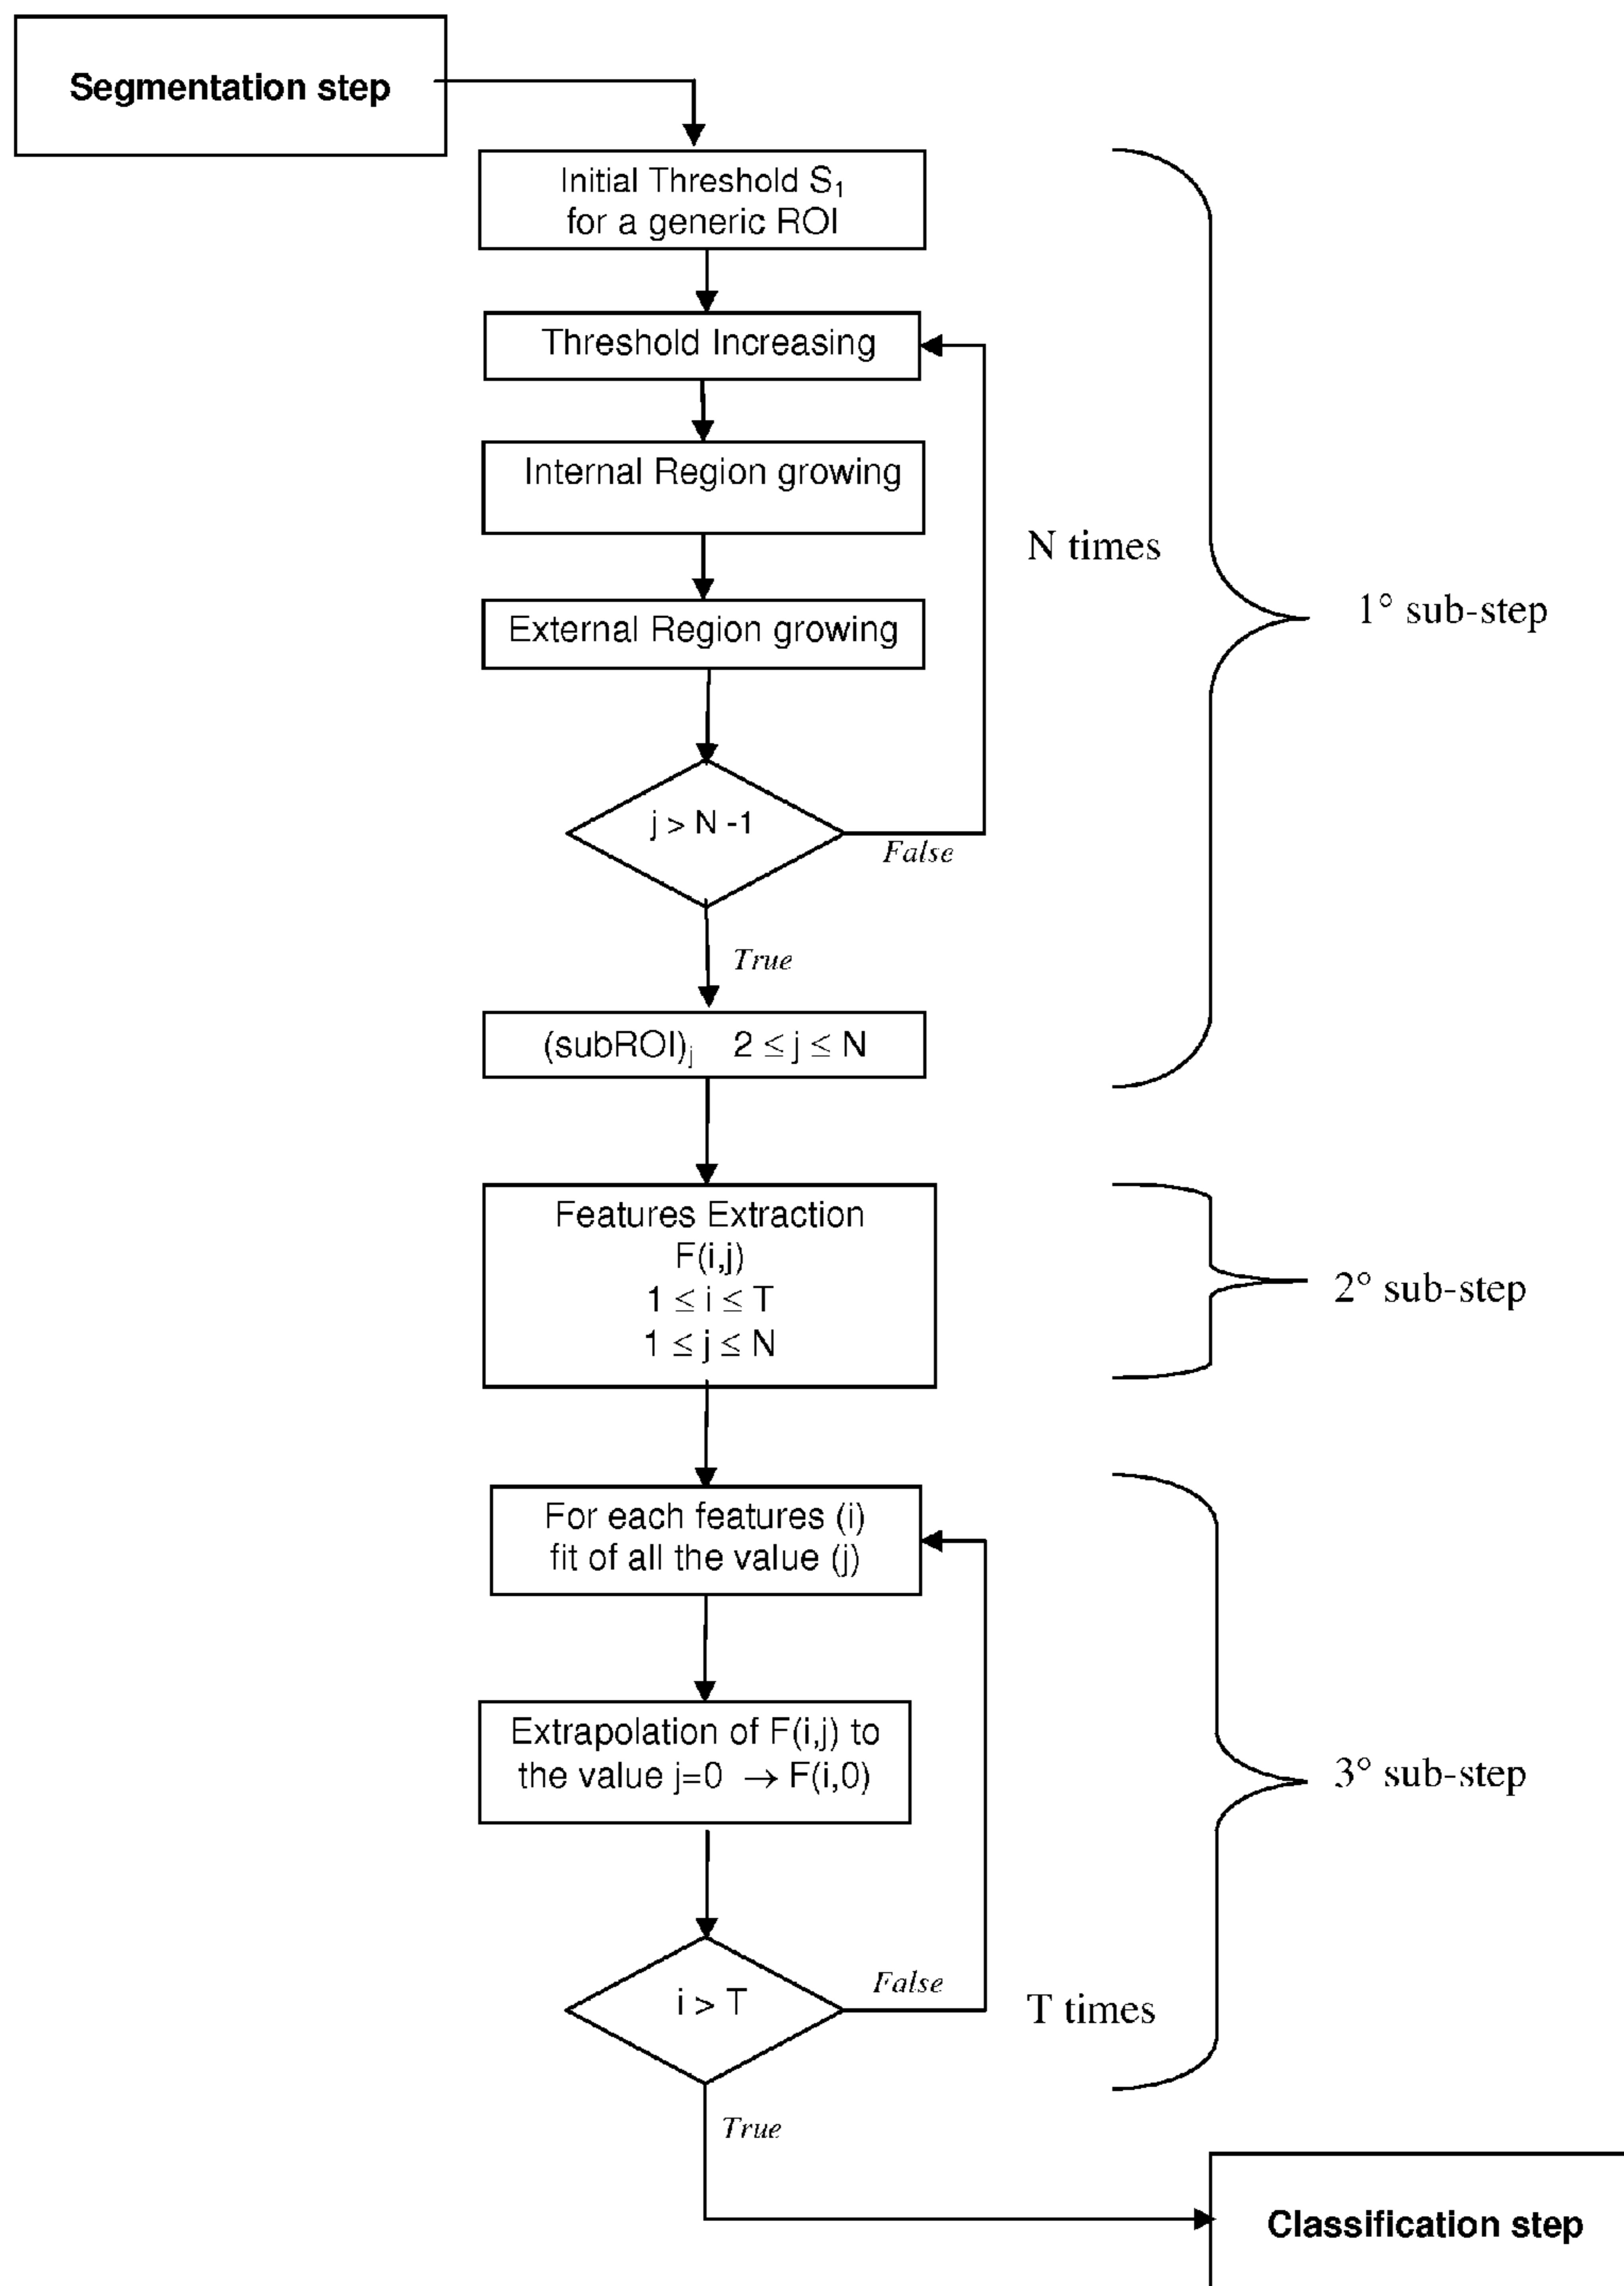 Segmentation step
Initial Threshold S₁
for a generic ROI
Threshold Increasing
Internal Region growing
N times
External Region growing
1° sub-step
j > N -1
False
True
(subROI)ⱼ 2 ≤ j ≤ N
Features Extraction
F(i,j)
1 ≤ i ≤ T
1 ≤ j ≤ N
2° sub-step
For each features (i)
fit of all the value (j)
Extrapolation of F(i,j) to
the value j=0 → F(i,0)
3° sub-step
i > T
False
T times
True
Classification step